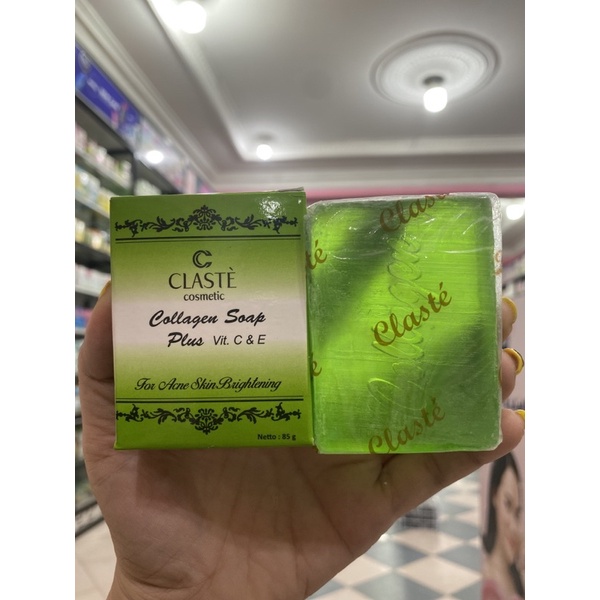 CLASTÈ
cosmetic
Collagen Soap
Plus Vit. C & E
For Acne Skin Brightening
Netto : 85 g
Clasté
Clasté
Clasté